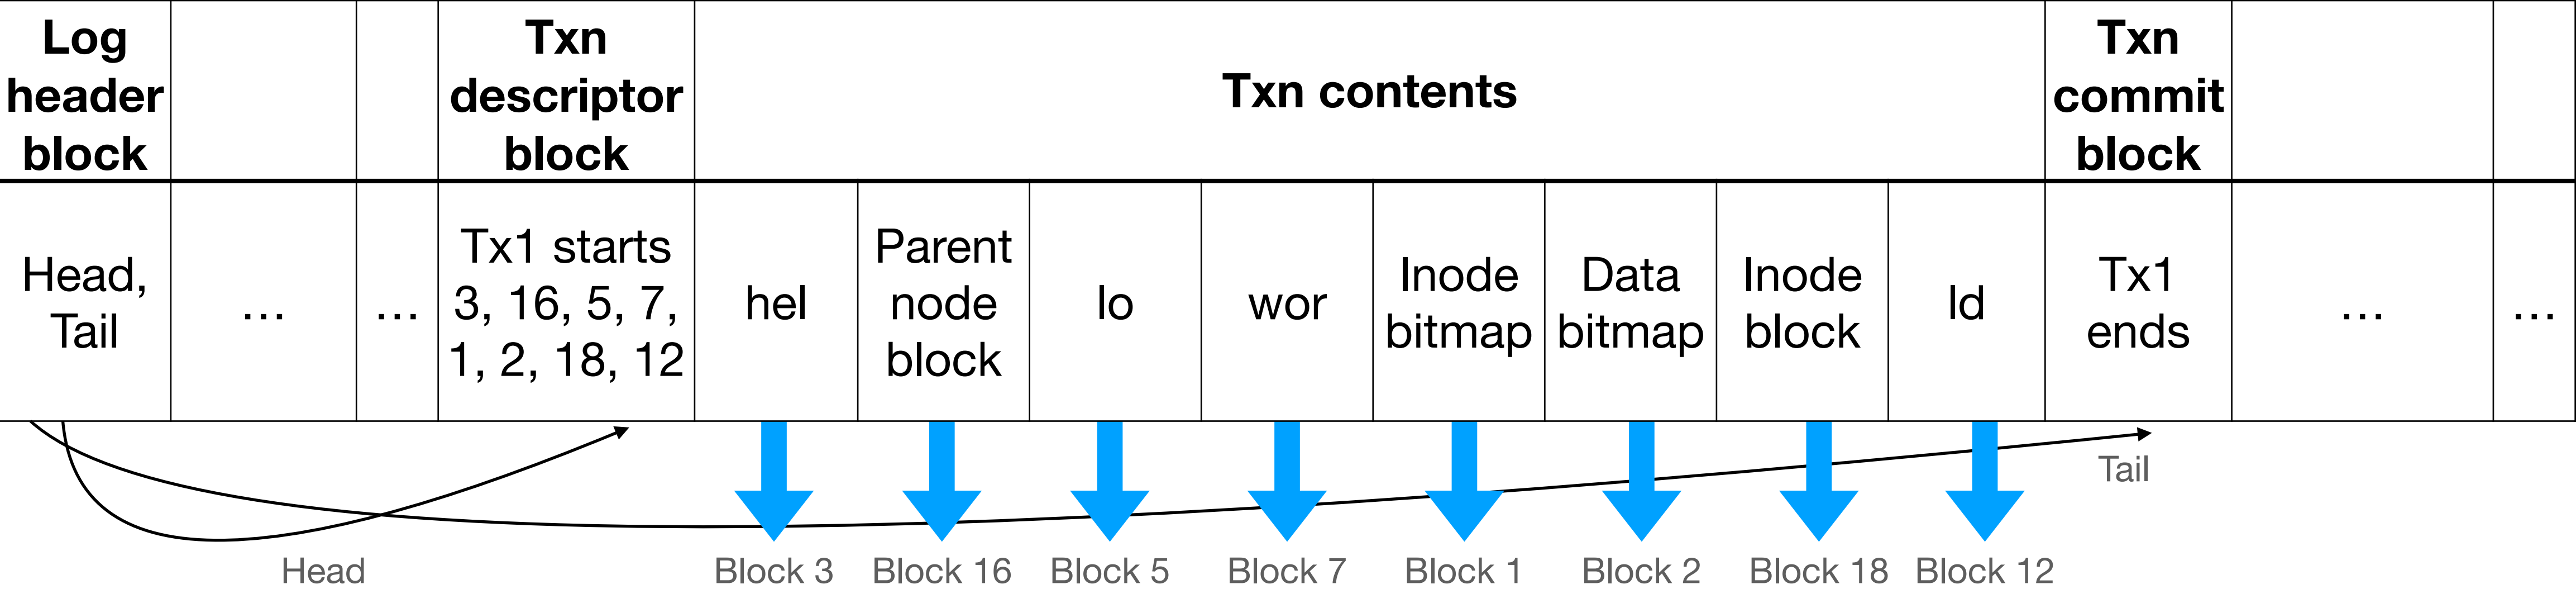 Log
header
block
Txn
descriptor
block
Txn contents
Txn
commit
block
Head,
Tail
...
...
Tx1 starts
3, 16, 5, 7,
1, 2, 18, 12
hel
Parent
node
block
lo
wor
Inode
bitmap
Data
bitmap
Inode
block
ld
Tx1
ends
...
...
Tail
Head
Block 3
Block 16
Block 5
Block 7
Block 1
Block 2
Block 18
Block 12